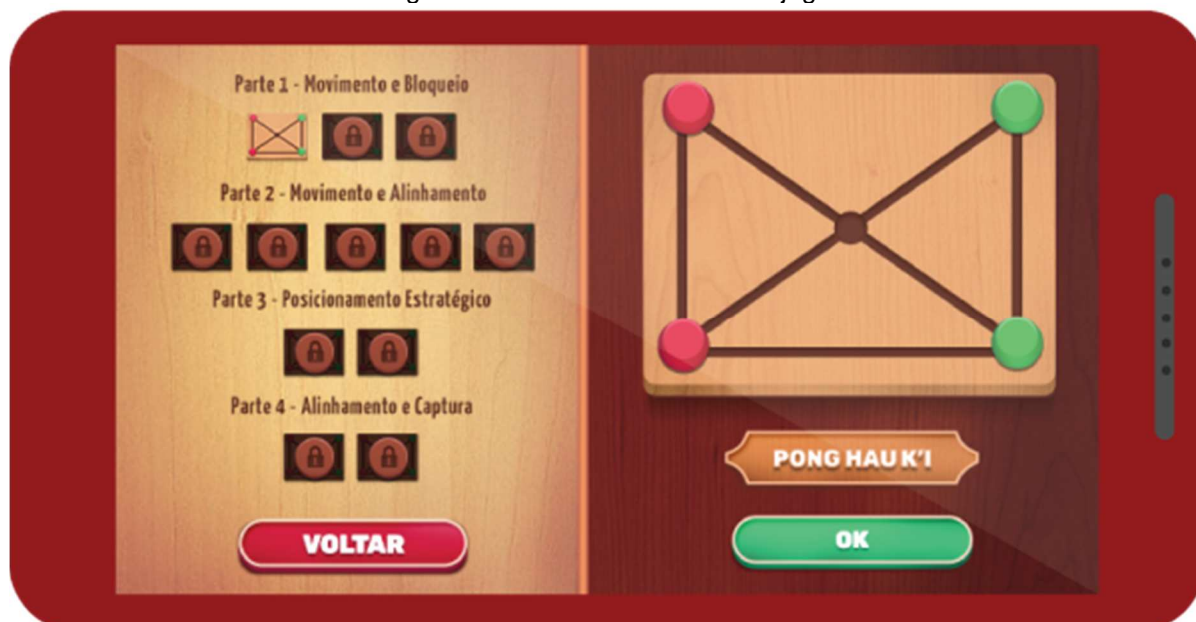 Parte 1 - Movimento e Bloqueio
Parte 2 - Movimento e Alinhamento
Parte 3 - Posicionamento Estratégico
Parte 4 - Alinhamento e Captura
VOLTAR
PONG HAU K'I
OK